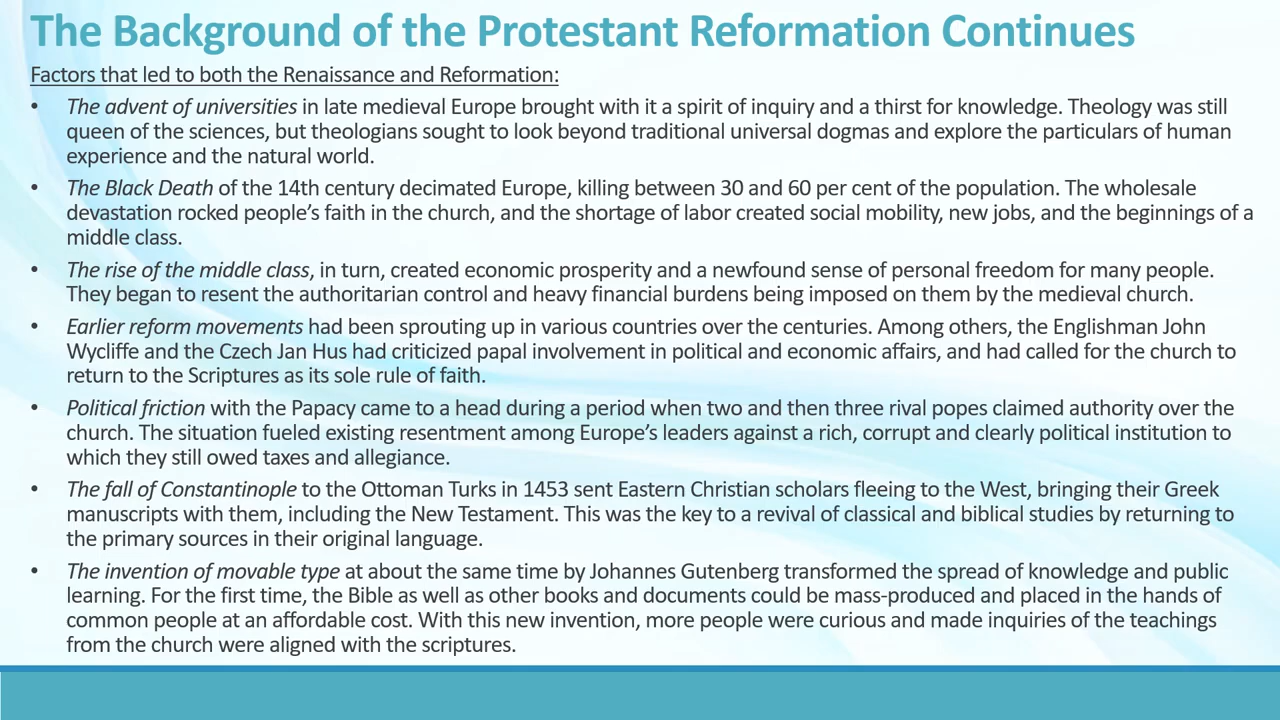 The Background of the Protestant Reformation Continues
Factors that led to both the Renaissance and Reformation:
• The advent of universities in late medieval Europe brought with it a spirit of inquiry and a thirst for knowledge. Theology was still
queen of the sciences, but theologians sought to look beyond traditional universal dogmas and explore the particulars of human
experience and the natural world.
• The Black Death of the 14th century decimated Europe, killing between 30 and 60 per cent of the population. The wholesale
devastation rocked people’s faith in the church, and the shortage of labor created social mobility, new jobs, and the beginnings of a
middle class.
• The rise of the middle class, in turn, created economic prosperity and a newfound sense of personal freedom for many people.
They began to resent the authoritarian control and heavy financial burdens being imposed on them by the medieval church.
• Earlier reform movements had been sprouting up in various countries over the centuries. Among others, the Englishman John
Wycliffe and the Czech Jan Hus had criticized papal involvement in political and economic affairs, and had called for the church to
return to the Scriptures as its sole rule of faith.
• Political friction with the Papacy came to a head during a period when two and then three rival popes claimed authority over the
church. The situation fueled existing resentment among Europe’s leaders against a rich, corrupt and clearly political institution to
which they still owed taxes and allegiance.
• The fall of Constantinople to the Ottoman Turks in 1453 sent Eastern Christian scholars fleeing to the West, bringing their Greek
manuscripts with them, including the New Testament. This was the key to a revival of classical and biblical studies by returning to
the primary sources in their original language.
• The invention of movable type at about the same time by Johannes Gutenberg transformed the spread of knowledge and public
learning. For the first time, the Bible as well as other books and documents could be mass-produced and placed in the hands of
common people at an affordable cost. With this new invention, more people were curious and made inquiries of the teachings
from the church were aligned with the scriptures.